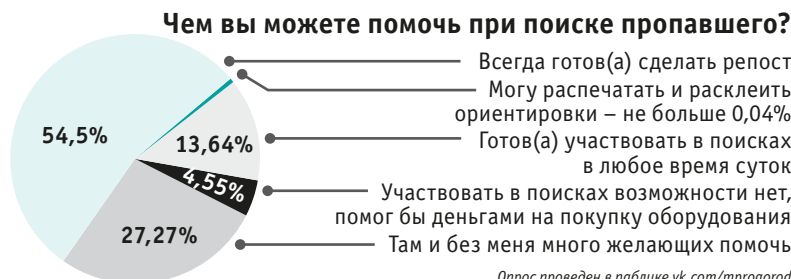 Чем вы можете помочь при поиске пропавшего?
Всегда готов(а) сделать репост
Могу распечатать и расклеить
ориентировки – не больше 0,04%
Готов(а) участвовать в поисках
в любое время суток
Участвовать в поисках возможности нет,
помог бы деньгами на покупку оборудования
Там и без меня много желающих помочь
54,5%
13,64%
4,55%
27,27%
Опрос проведен в паблике vk.com/mprogorod